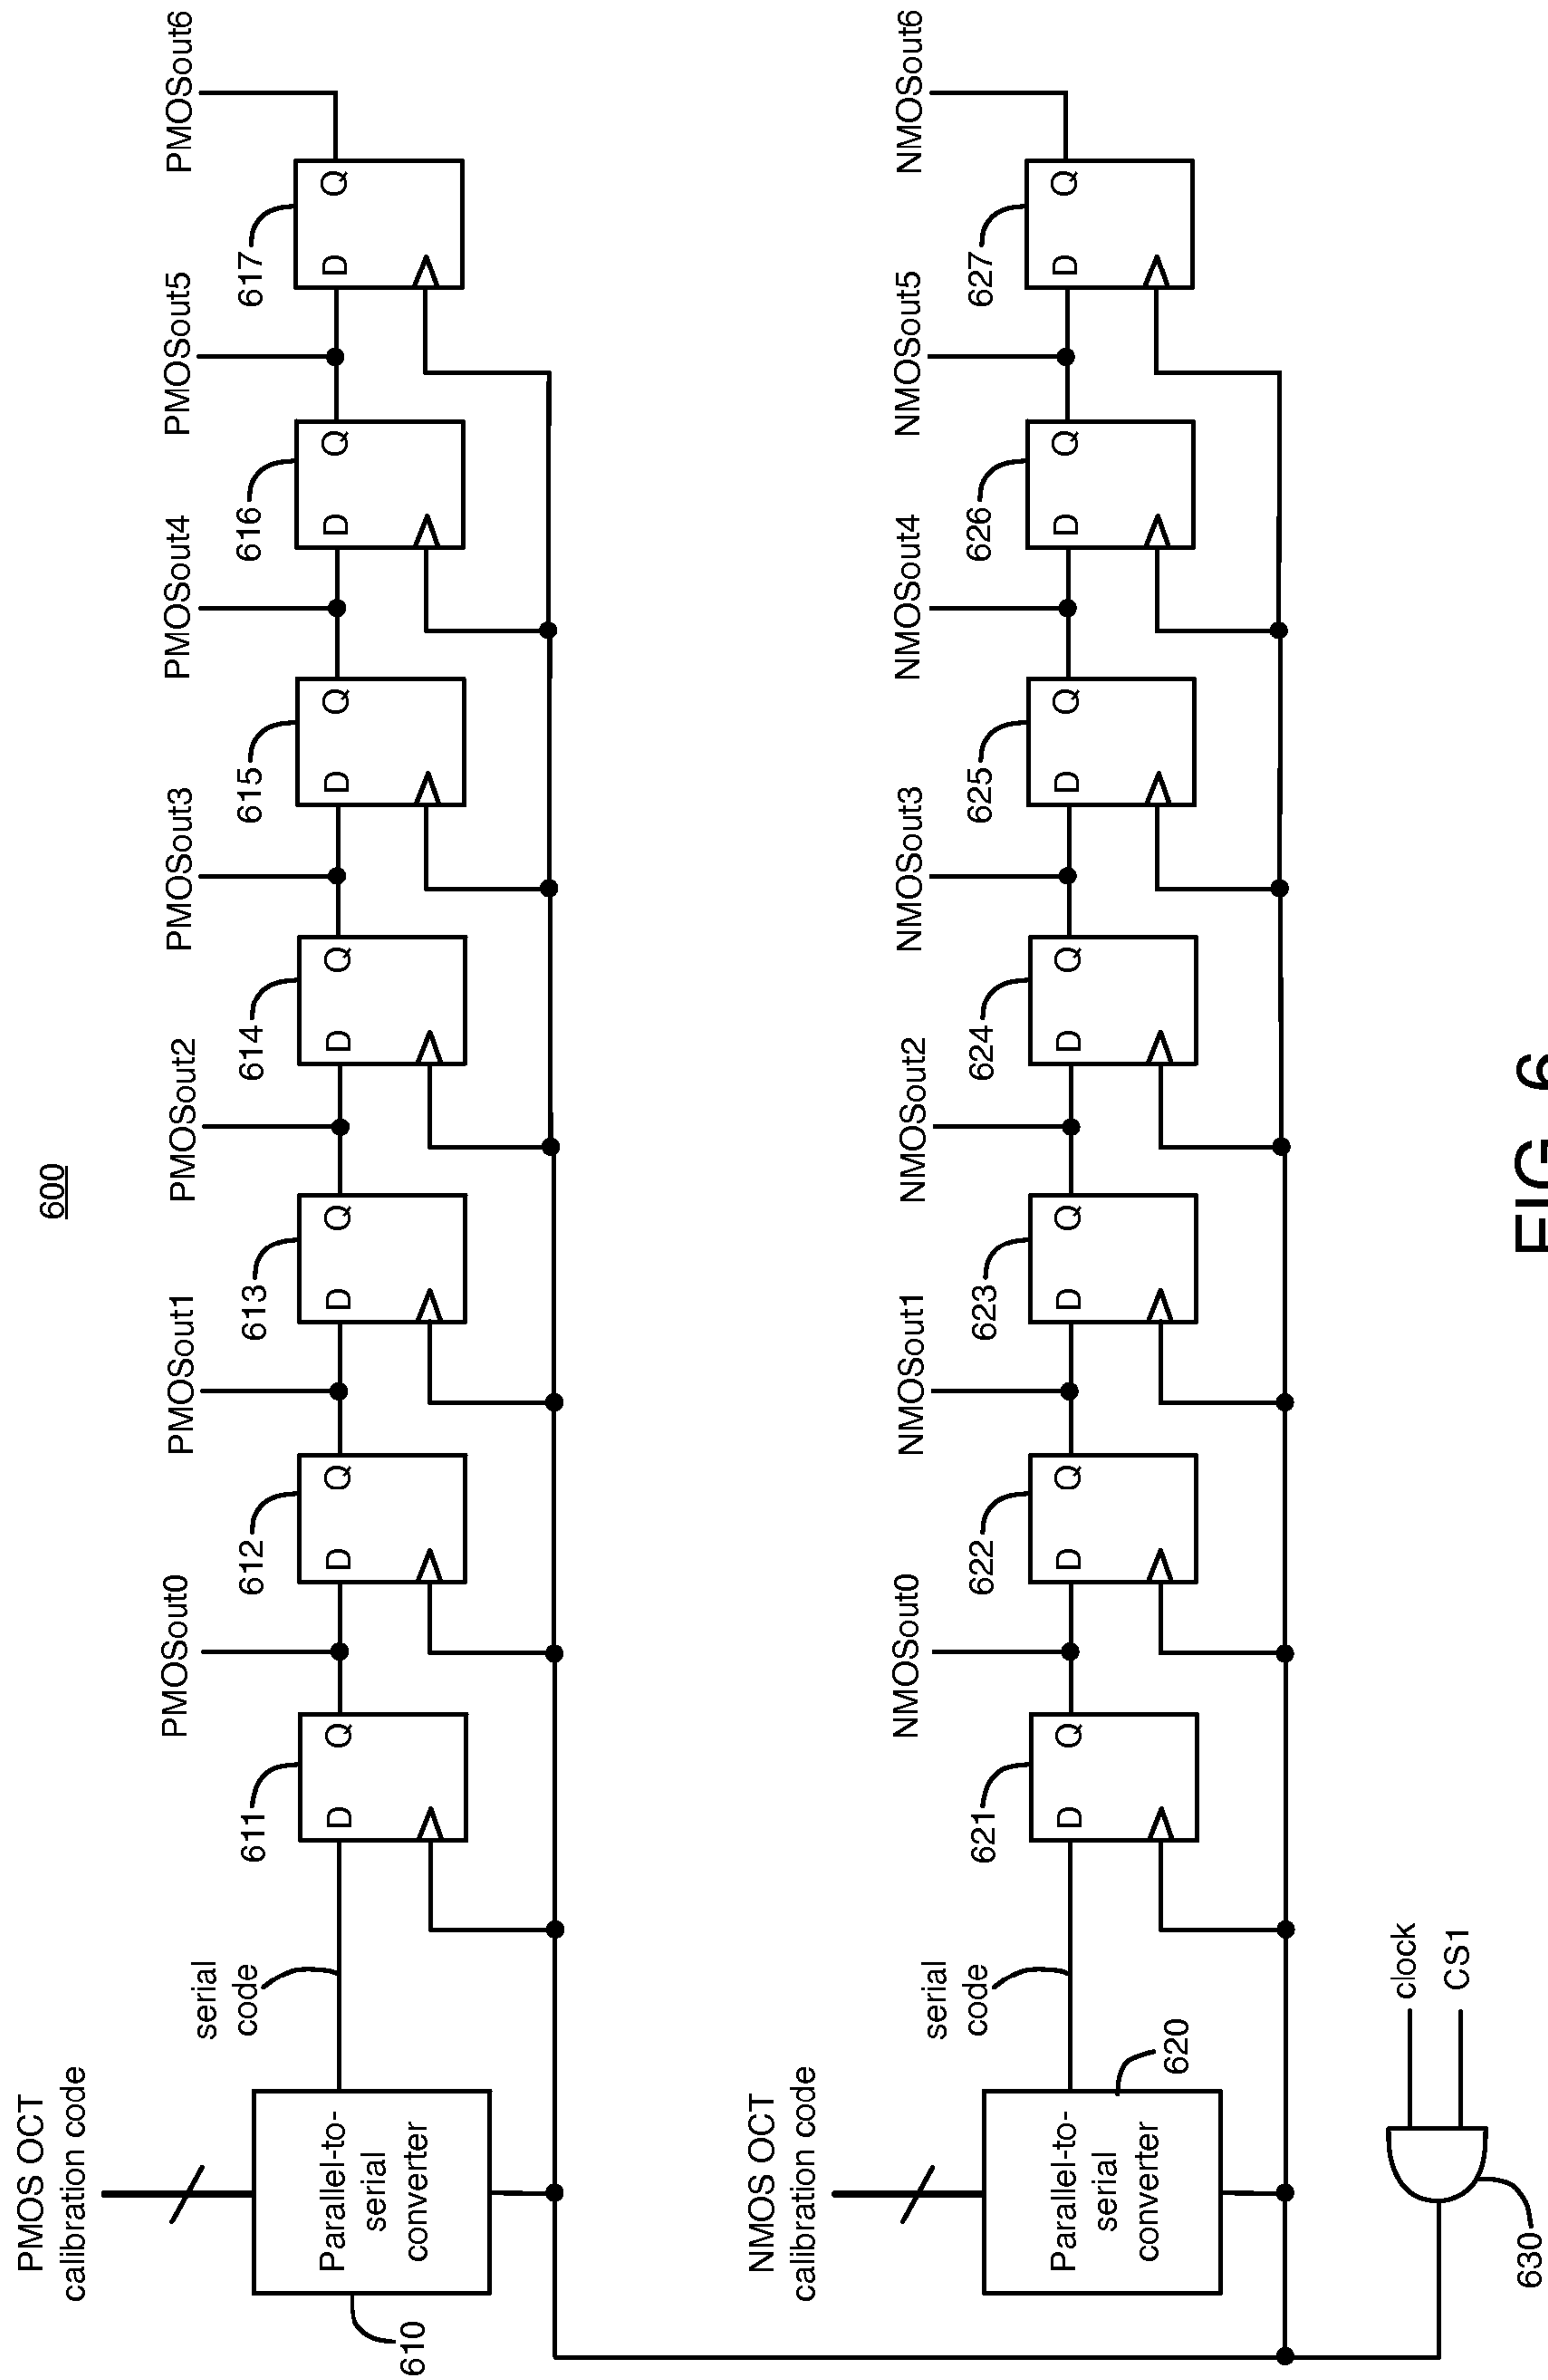 600
PMOS OCT
calibration code
Parallel-to-
serial
converter
610
serial
code
PMOSout0
PMOSout1
PMOSout2
PMOSout3
PMOSout4
PMOSout5
PMOSout6
611
612
613
614
615
616
617
D Q
D Q
D Q
D Q
D Q
D Q
D Q
NMOS OCT
calibration code
Parallel-to-
serial
converter
620
serial
code
NMOSout0
NMOSout1
NMOSout2
NMOSout3
NMOSout4
NMOSout5
NMOSout6
621
622
623
624
625
626
627
D Q
D Q
D Q
D Q
D Q
D Q
D Q
clock
CS1
630
FIG. 6